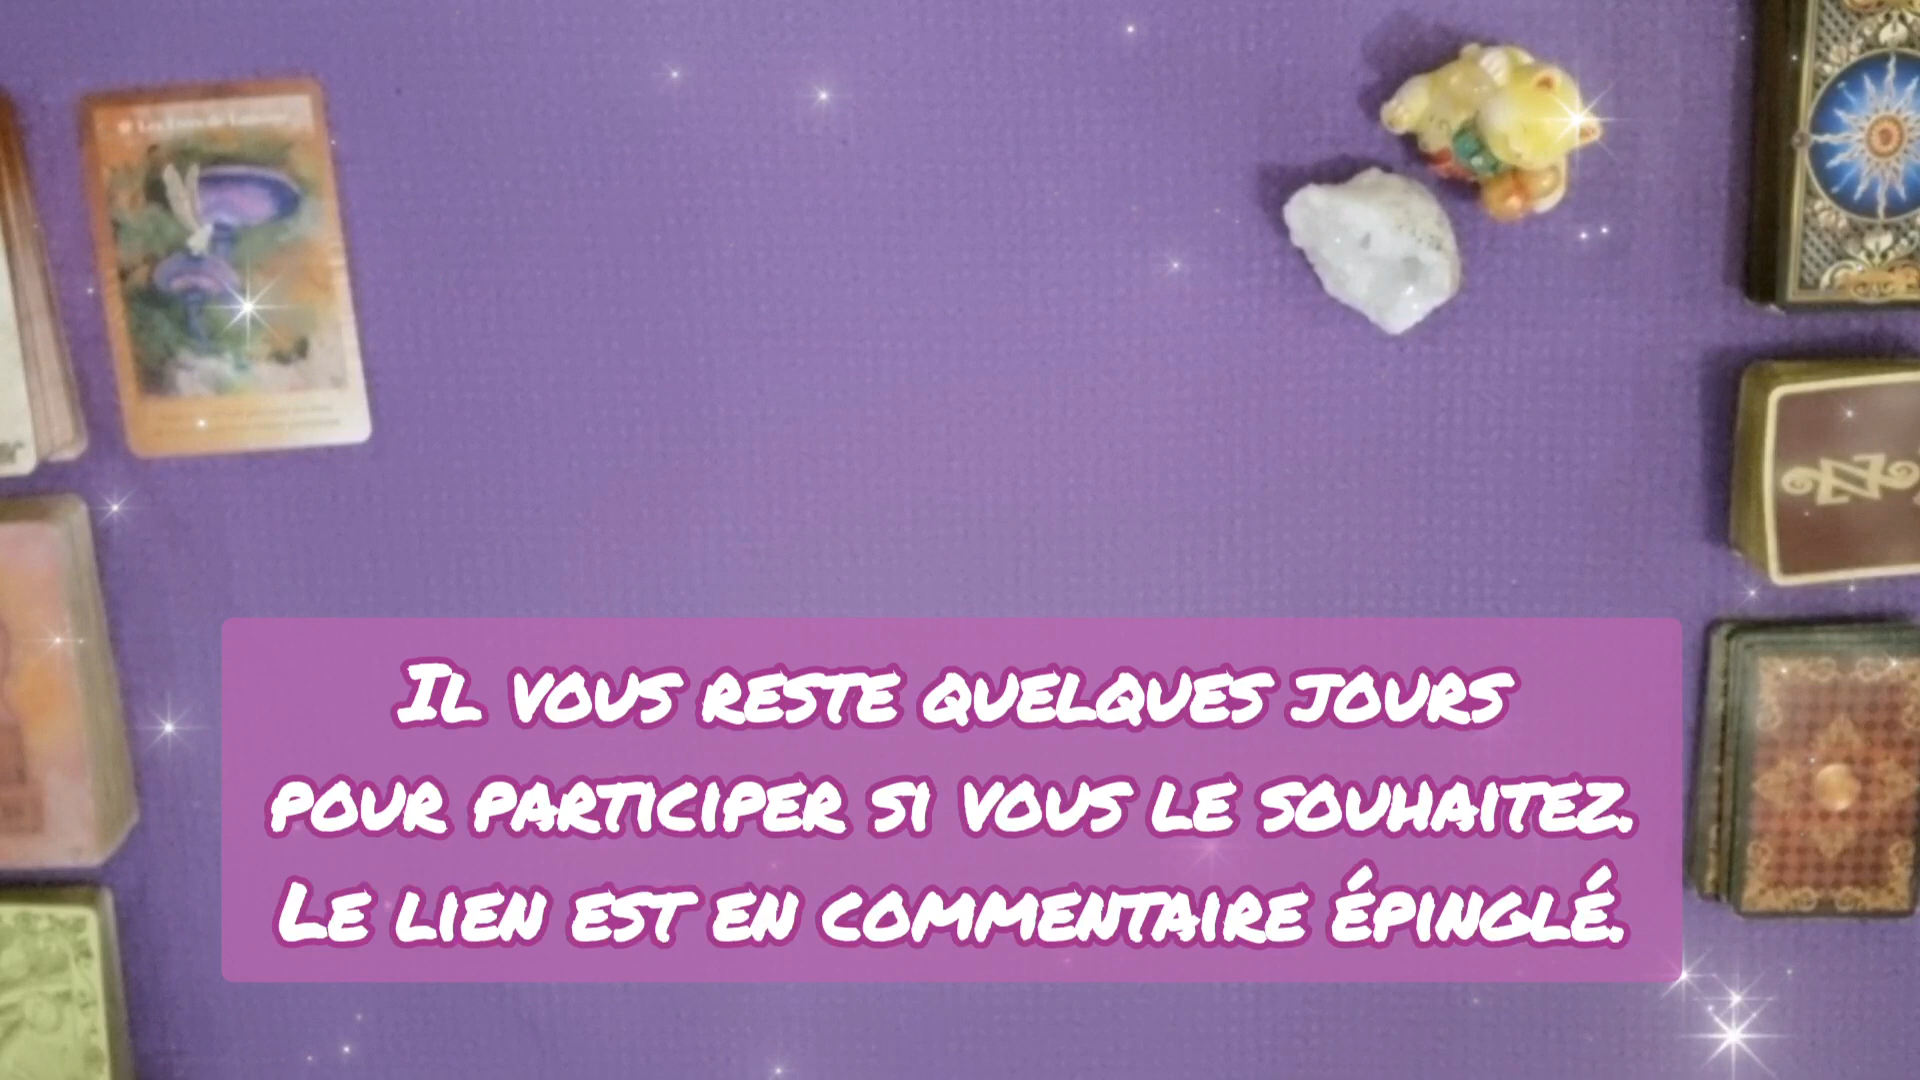 Il vous reste quelques jours
pour participer si vous le souhaitez.
Le lien est en commentaire épinglé.